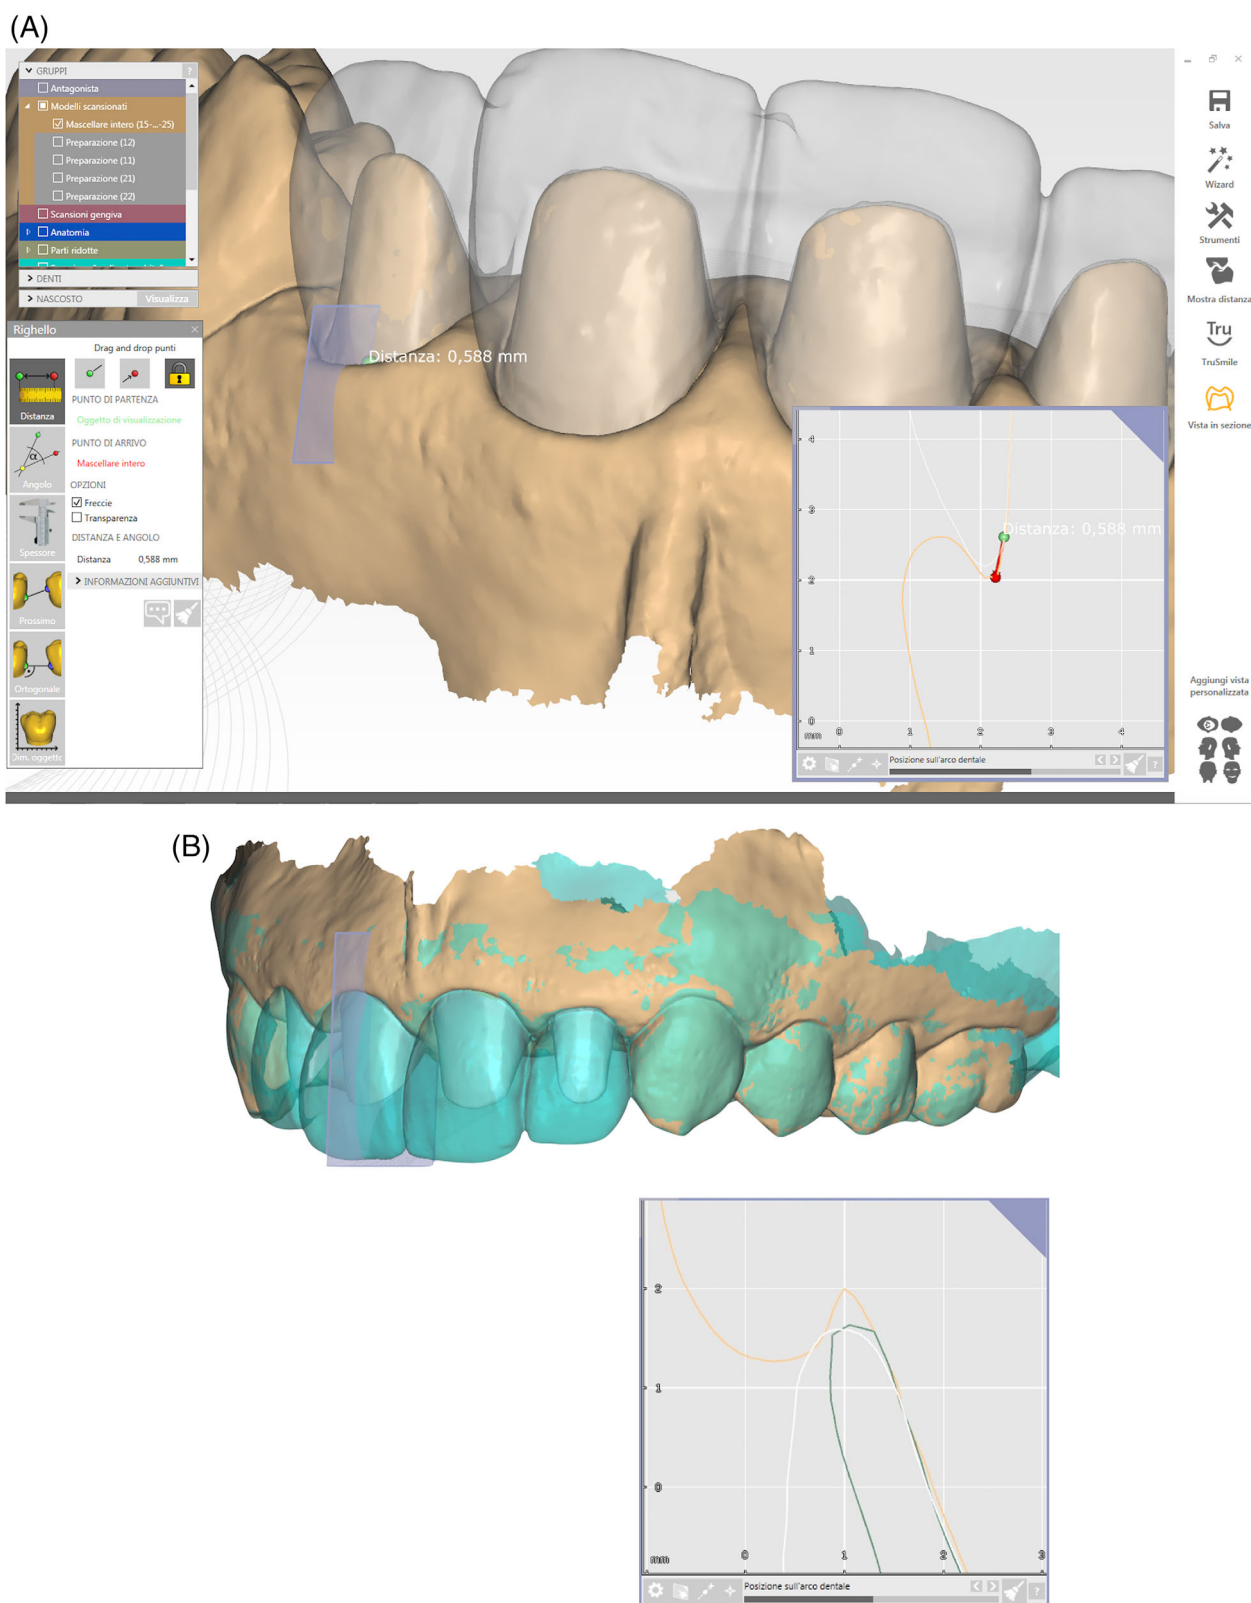 (A)
GRUPPI
?
Antagonista
Modelli scansionati
Mascellare intero (15-...-25)
Preparazione (12)
Preparazione (11)
Preparazione (21)
Preparazione (22)
Scansioni gengiva
Anatomia
Parti ridotte
DENTI
NASCOSTO
Visualizza
Righello
Drag and drop punti
Distanza
PUNTO DI PARTENZA
Oggetto di visualizzazione
PUNTO DI ARRIVO
Mascellare intero
α
Angolo
OPZIONI
Freccie
Transparenza
Spessore
DISTANZA E ANGOLO
Distanza 0,588 mm
INFORMAZIONI AGGIUNTIVI
Prossimo
Ortogonale
Dim. oggetto
Distanza: 0,588 mm
4
3
Distanza: 0,588 mm
2
1
0
mm 0 1 2 3 4
Posizione sull'arco dentale
?
Salva
Wizard
Strumenti
Mostra distanza
Tru
TruSmile
Vista in sezione
Aggiungi vista
personalizzata
(B)
2
1
0
mm 0 1 2 3
Posizione sull'arco dentale
?